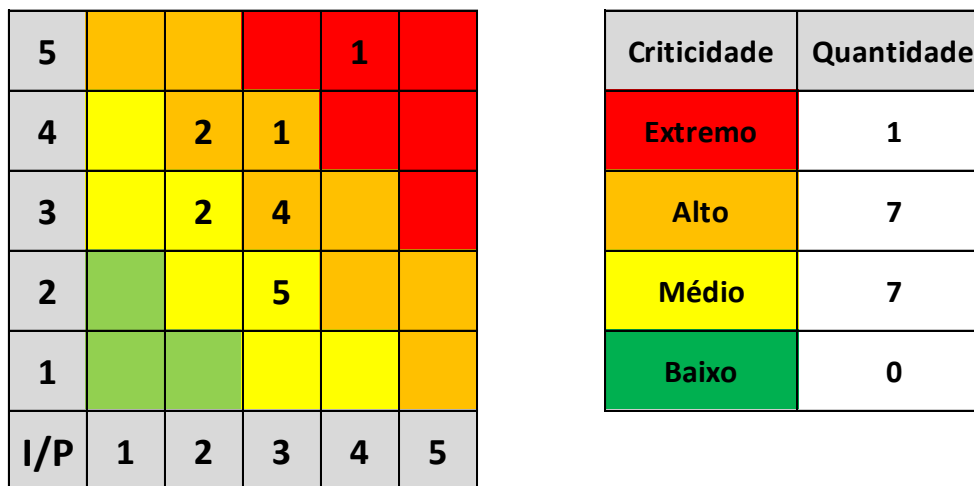 5 1
4 2 1
3 2 4
2 5
1
I/P 1 2 3 4 5
Criticidade Quantidade
Extremo 1
Alto 7
Médio 7
Baixo 0